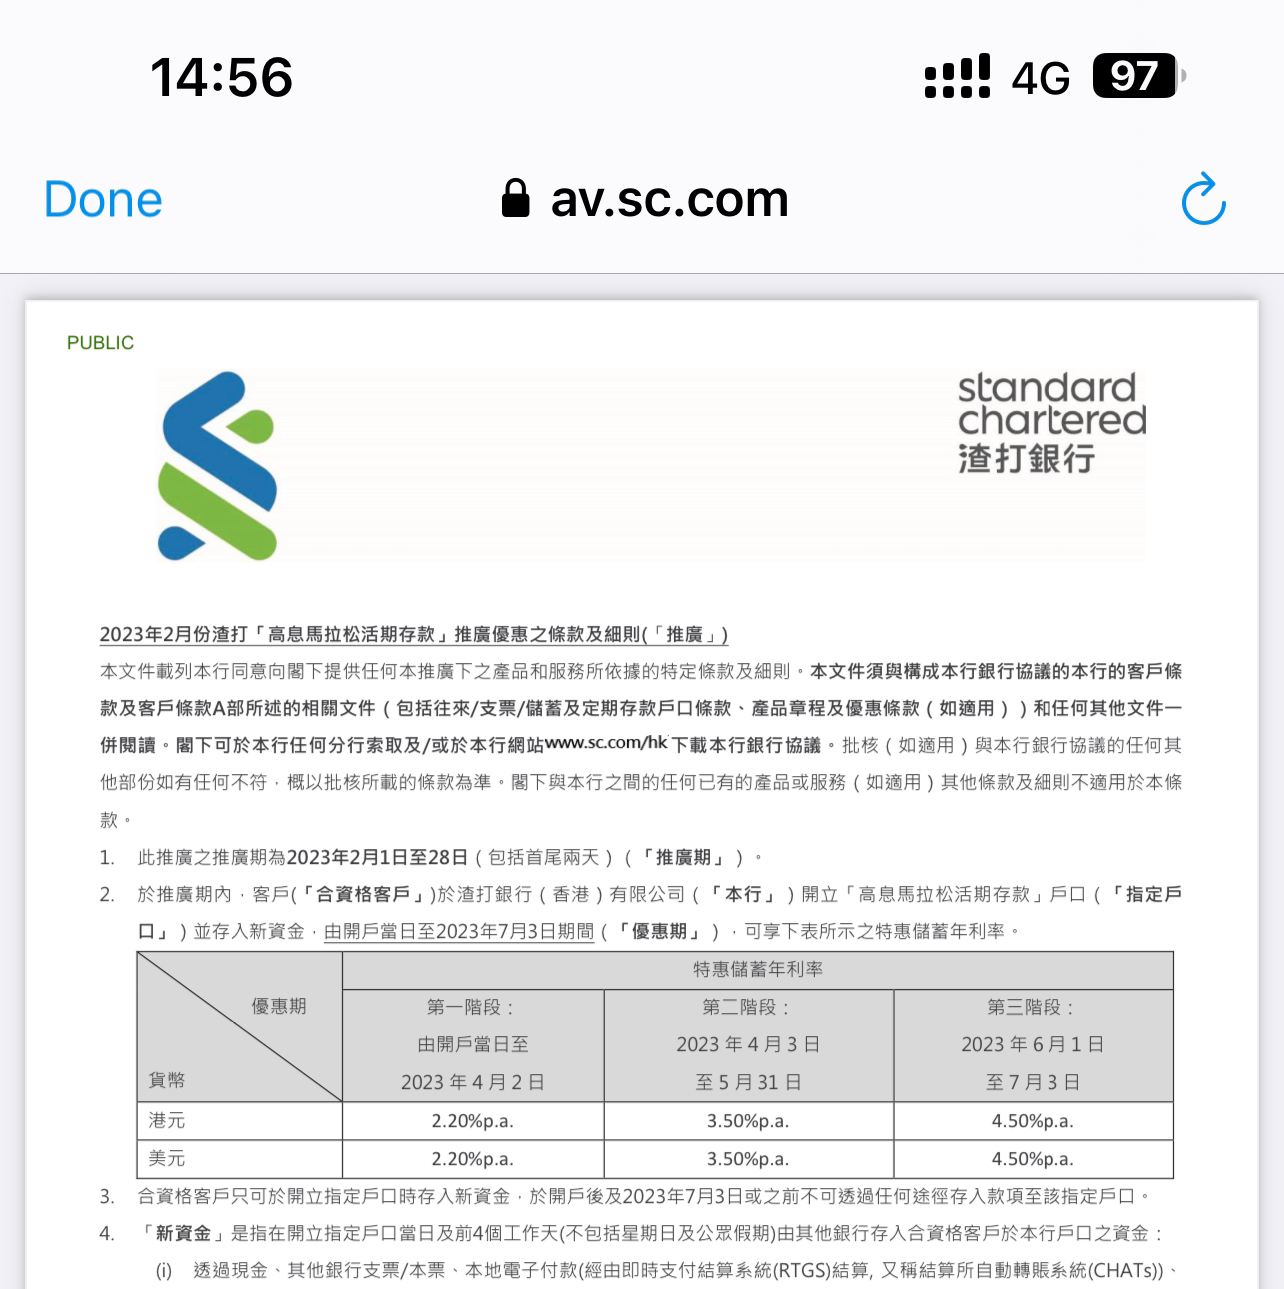 14:56
4G
97
Done
av.sc.com
PUBLIC
standard
chartered
渣打銀行
2023年2月份渣打「高息馬拉松活期存款」推廣優惠之條款及細則(「推廣」)
本文件載列本行同意向閣下提供任何本推廣下之產品和服務所依據的特定條款及細則。本文件須與構成本行銀行協議的本行的客戶條
款及客戶條款A部所述的相關文件（包括往來/支票/儲蓄及定期存款戶口條款、產品章程及優惠條款（如適用））和任何其他文件一
併閱讀。閣下可於本行任何分行索取及/或於本行網站www.sc.com/hk下載本行銀行協議。批核（如適用）與本行銀行協議的任何其
他部份如有任何不符，概以批核所載的條款為準。閣下與本行之間的任何已有的產品或服務（如適用）其他條款及細則不適用於本條
款。
1. 此推廣之推廣期為2023年2月1日至28日（包括首尾兩天）（「推廣期」）。
2. 於推廣期內，客戶(「合資格客戶」)於渣打銀行（香港）有限公司（「本行」）開立「高息馬拉松活期存款」戶口（「指定戶
口」）並存入新資金，由開戶當日至2023年7月3日期間（「優惠期」），可享下表所示之特惠儲蓄年利率。
特惠儲蓄年利率
優惠期
貨幣
第一階段：
由開戶當日至
2023 年 4 月 2 日
第二階段：
2023 年 4 月 3 日
至 5 月 31 日
第三階段：
2023 年 6 月 1 日
至 7 月 3 日
港元 2.20%p.a. 3.50%p.a. 4.50%p.a.
美元 2.20%p.a. 3.50%p.a. 4.50%p.a.
3. 合資格客戶只可於開立指定戶口時存入新資金，於開戶後及2023年7月3日或之前不可透過任何途徑存入款項至該指定戶口。
4. 「新資金」是指在開立指定戶口當日及前4個工作天(不包括星期日及公眾假期)由其他銀行存入合資格客戶於本行戶口之資金：
(i) 透過現金、其他銀行支票/本票、本地電子付款(經由即時支付結算系統(RTGS)結算, 又稱結算所自動轉賬系統(CHATs))、